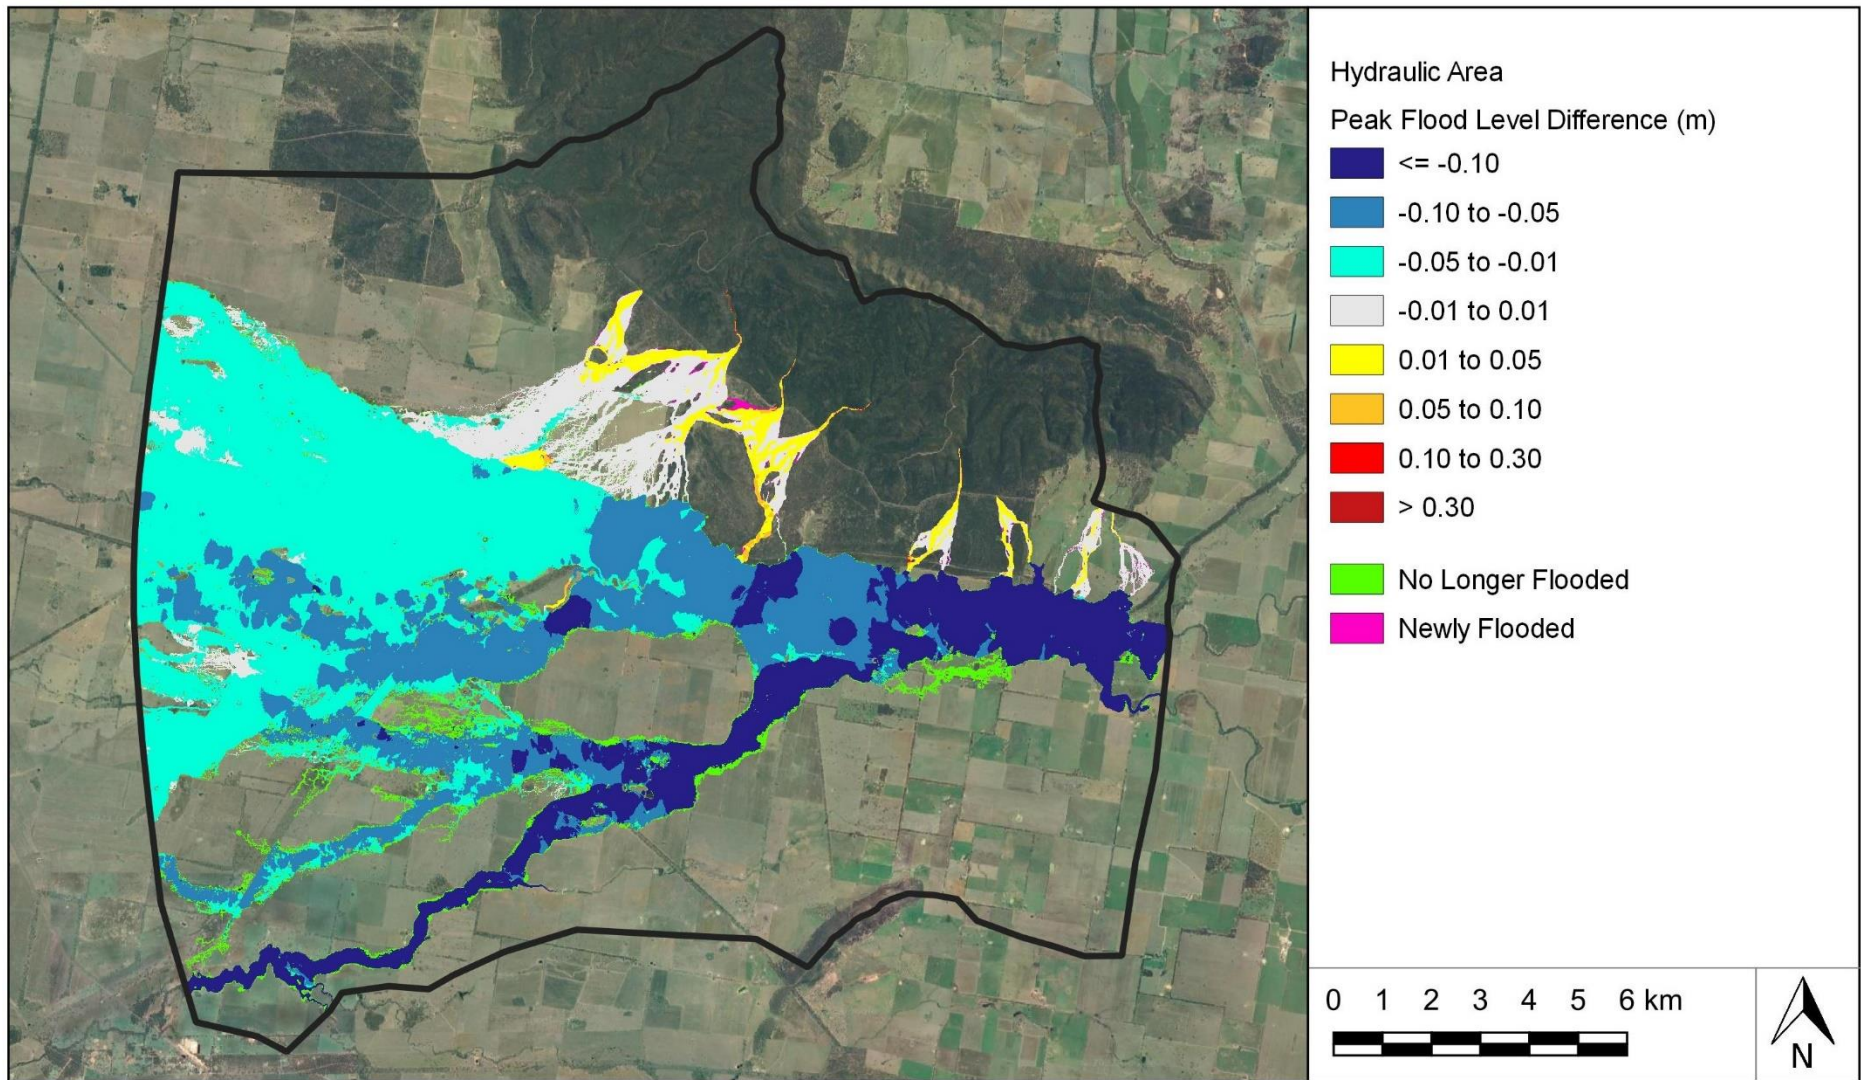 Hydraulic Area
Peak Flood Level Difference (m)
<= -0.10
-0.10 to -0.05
-0.05 to -0.01
-0.01 to 0.01
0.01 to 0.05
0.05 to 0.10
0.10 to 0.30
> 0.30
No Longer Flooded
Newly Flooded
0 1 2 3 4 5 6 km
N